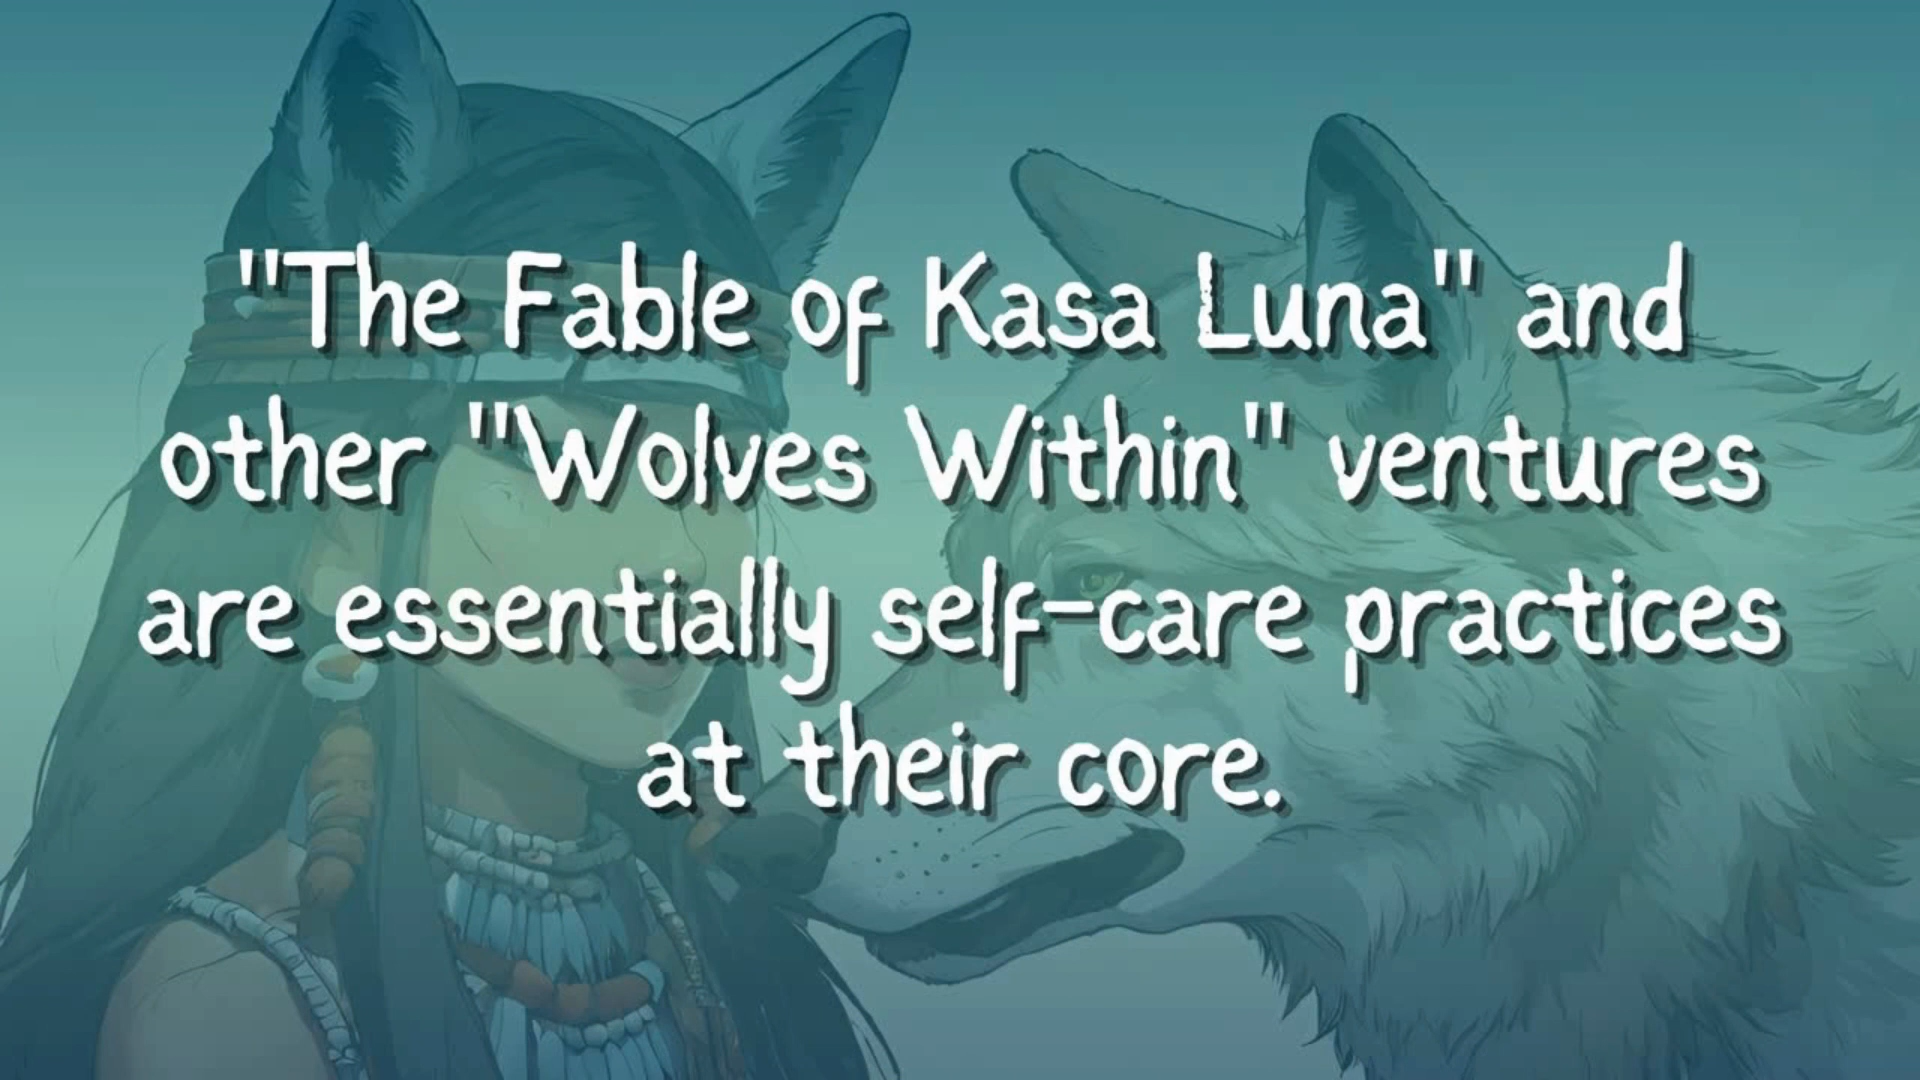 "The Fable of Kasa Luna" and
other "Wolves Within" ventures
are essentially self-care practices
at their core.